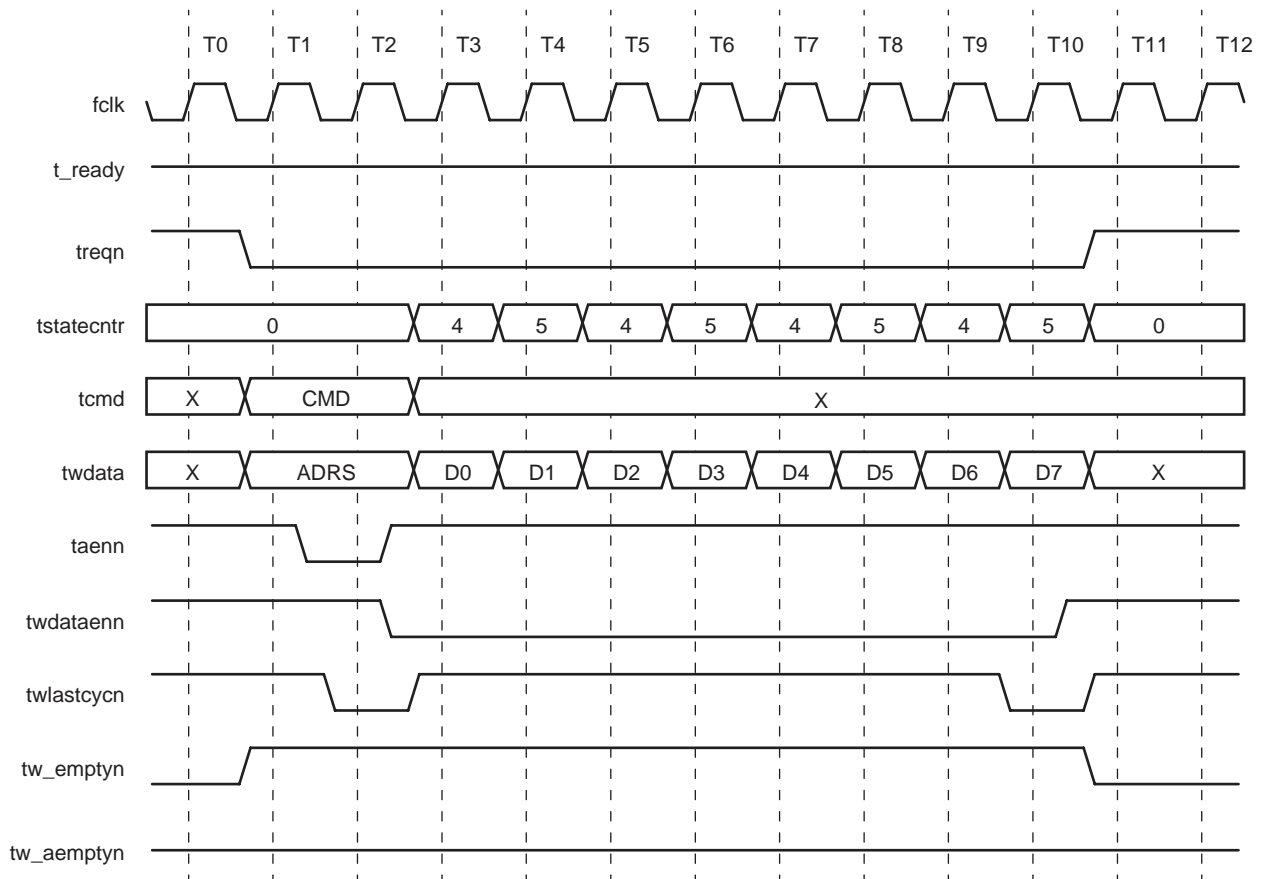 T0 T1 T2 T3 T4 T5 T6 T7 T8 T9 T10 T11 T12
fclk
t_ready
treqn
tstatecntr 0 4 5 4 5 4 5 4 5 0
tcmd X CMD X
twdata X ADRS D0 D1 D2 D3 D4 D5 D6 D7 X
taenn
twdataenn
twlastcycn
tw_emptyn
tw_aemptyn